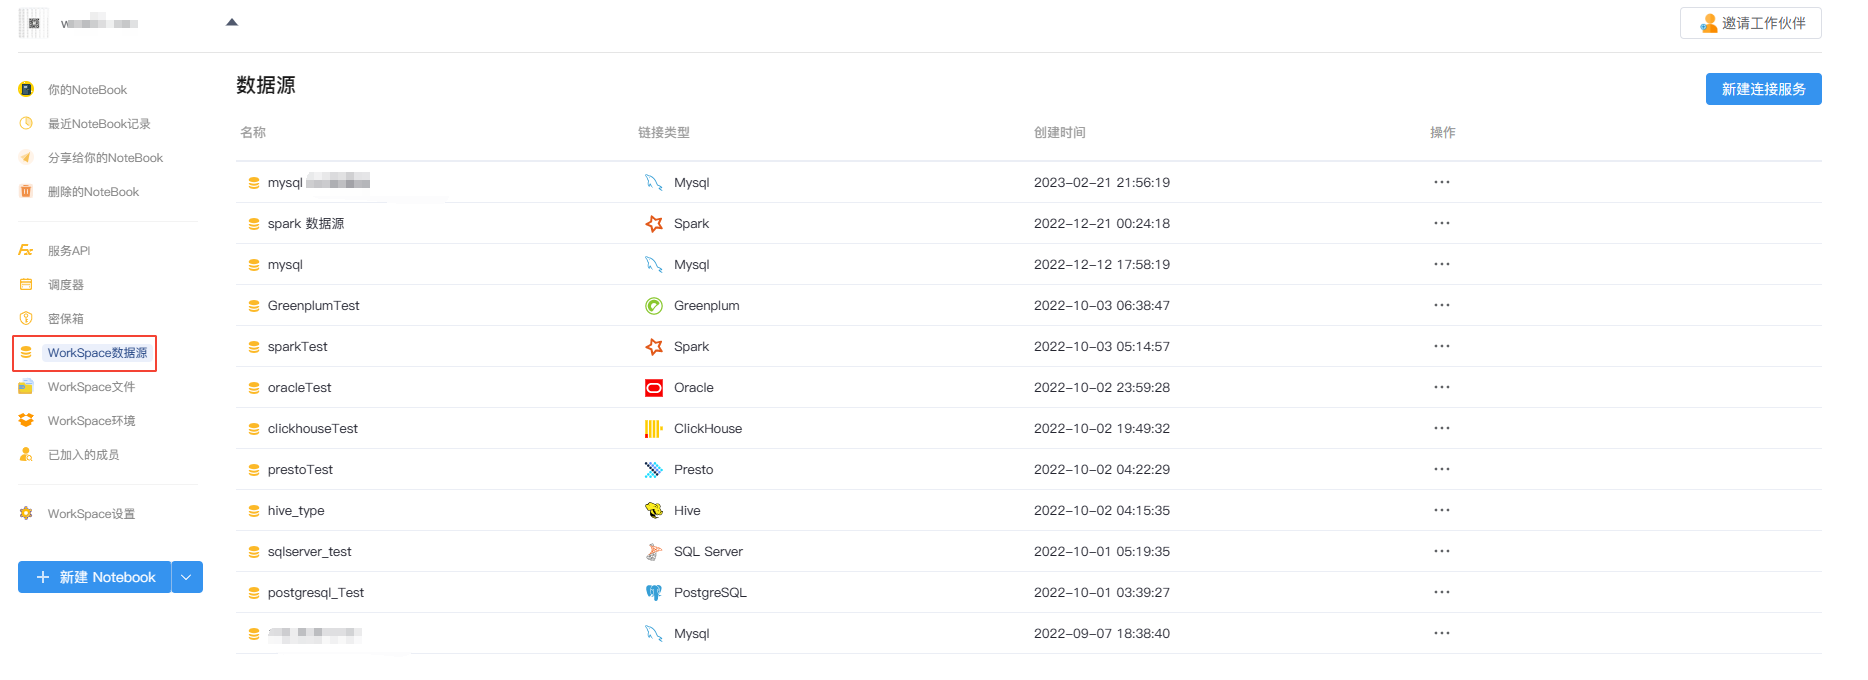 邀请工作伙伴
你的NoteBook
最近NoteBook记录
分享给你的NoteBook
删除的NoteBook
服务API
调度器
密保箱
WorkSpace数据源
WorkSpace文件
WorkSpace环境
已加入的成员
WorkSpace设置
新建 Notebook
数据源
新建连接服务
名称 链接类型 创建时间 操作
mysql Mysql 2023-02-21 21:56:19 ···
spark 数据源 Spark 2022-12-21 00:24:18 ···
mysql Mysql 2022-12-12 17:58:19 ···
GreenplumTest Greenplum 2022-10-03 06:38:47 ···
sparkTest Spark 2022-10-03 05:14:57 ···
oracleTest Oracle 2022-10-02 23:59:28 ···
clickhouseTest ClickHouse 2022-10-02 19:49:32 ···
prestoTest Presto 2022-10-02 04:22:29 ···
hive_type Hive 2022-10-02 04:15:35 ···
sqlserver_test SQL Server 2022-10-01 05:19:35 ···
postgresql_Test PostgreSQL 2022-10-01 03:39:27 ···
Mysql 2022-09-07 18:38:40 ···